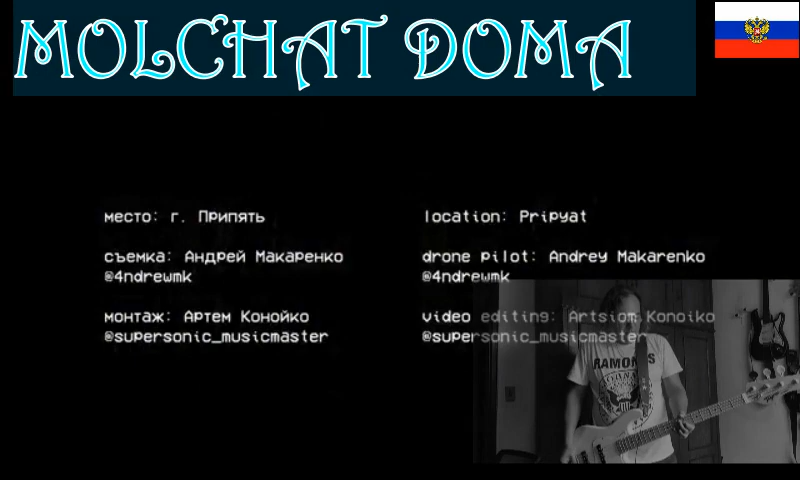 MOLCHAT DOMA
место: г. Припять
съемка: Андрей Макаренко
@4ndrewmk
монтаж: Артем Конойко
@supersonic_musicmaster
location: Pripyat
drone pilot: Andrey Makarenko
@4ndrewmk
video editing: Artsiom Konoiko
@supersonic_musicmaster
RAMONES